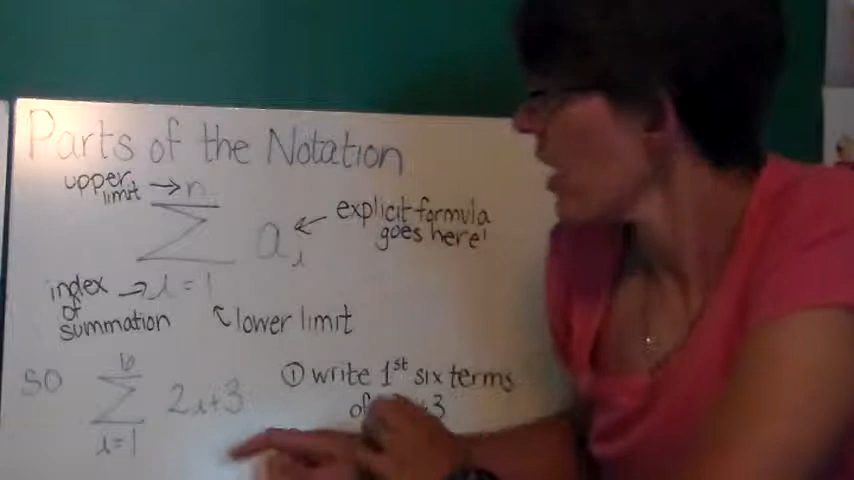 Parts of the Notation
upper limit → n
∑ a_i ← explicit formula
goes here!
index of summation → i = 1
↖ lower limit
SO 6
∑ 2i+3
i=1
① write 1st six terms
of +3